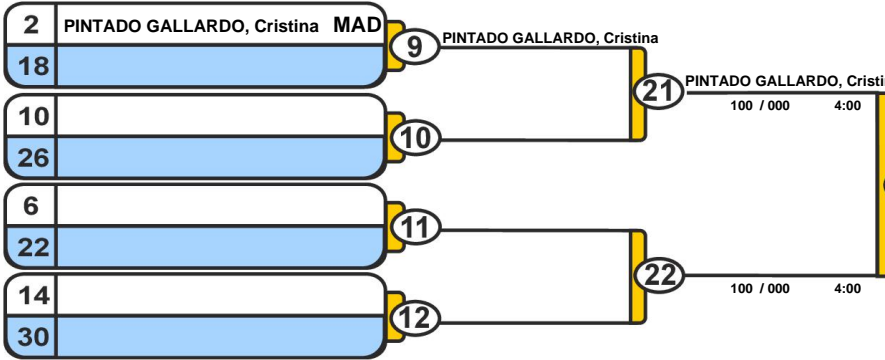 2 PINTADO GALLARDO, Cristina MAD
18
9
PINTADO GALLARDO, Cristina
10
26
10
21
PINTADO GALLARDO, Cristi
100 / 000 4:00
6
22
11
14
30
12
22
100 / 000 4:00